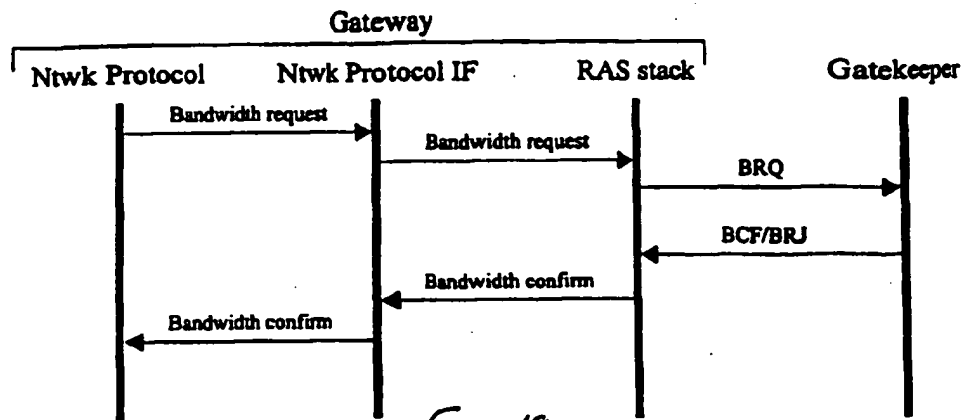 Gateway
Ntwk Protocol Ntwk Protocol IF RAS stack Gatekeeper
Bandwidth request
Bandwidth request
BRQ
BCF/BRJ
Bandwidth confirm
Bandwidth confirm